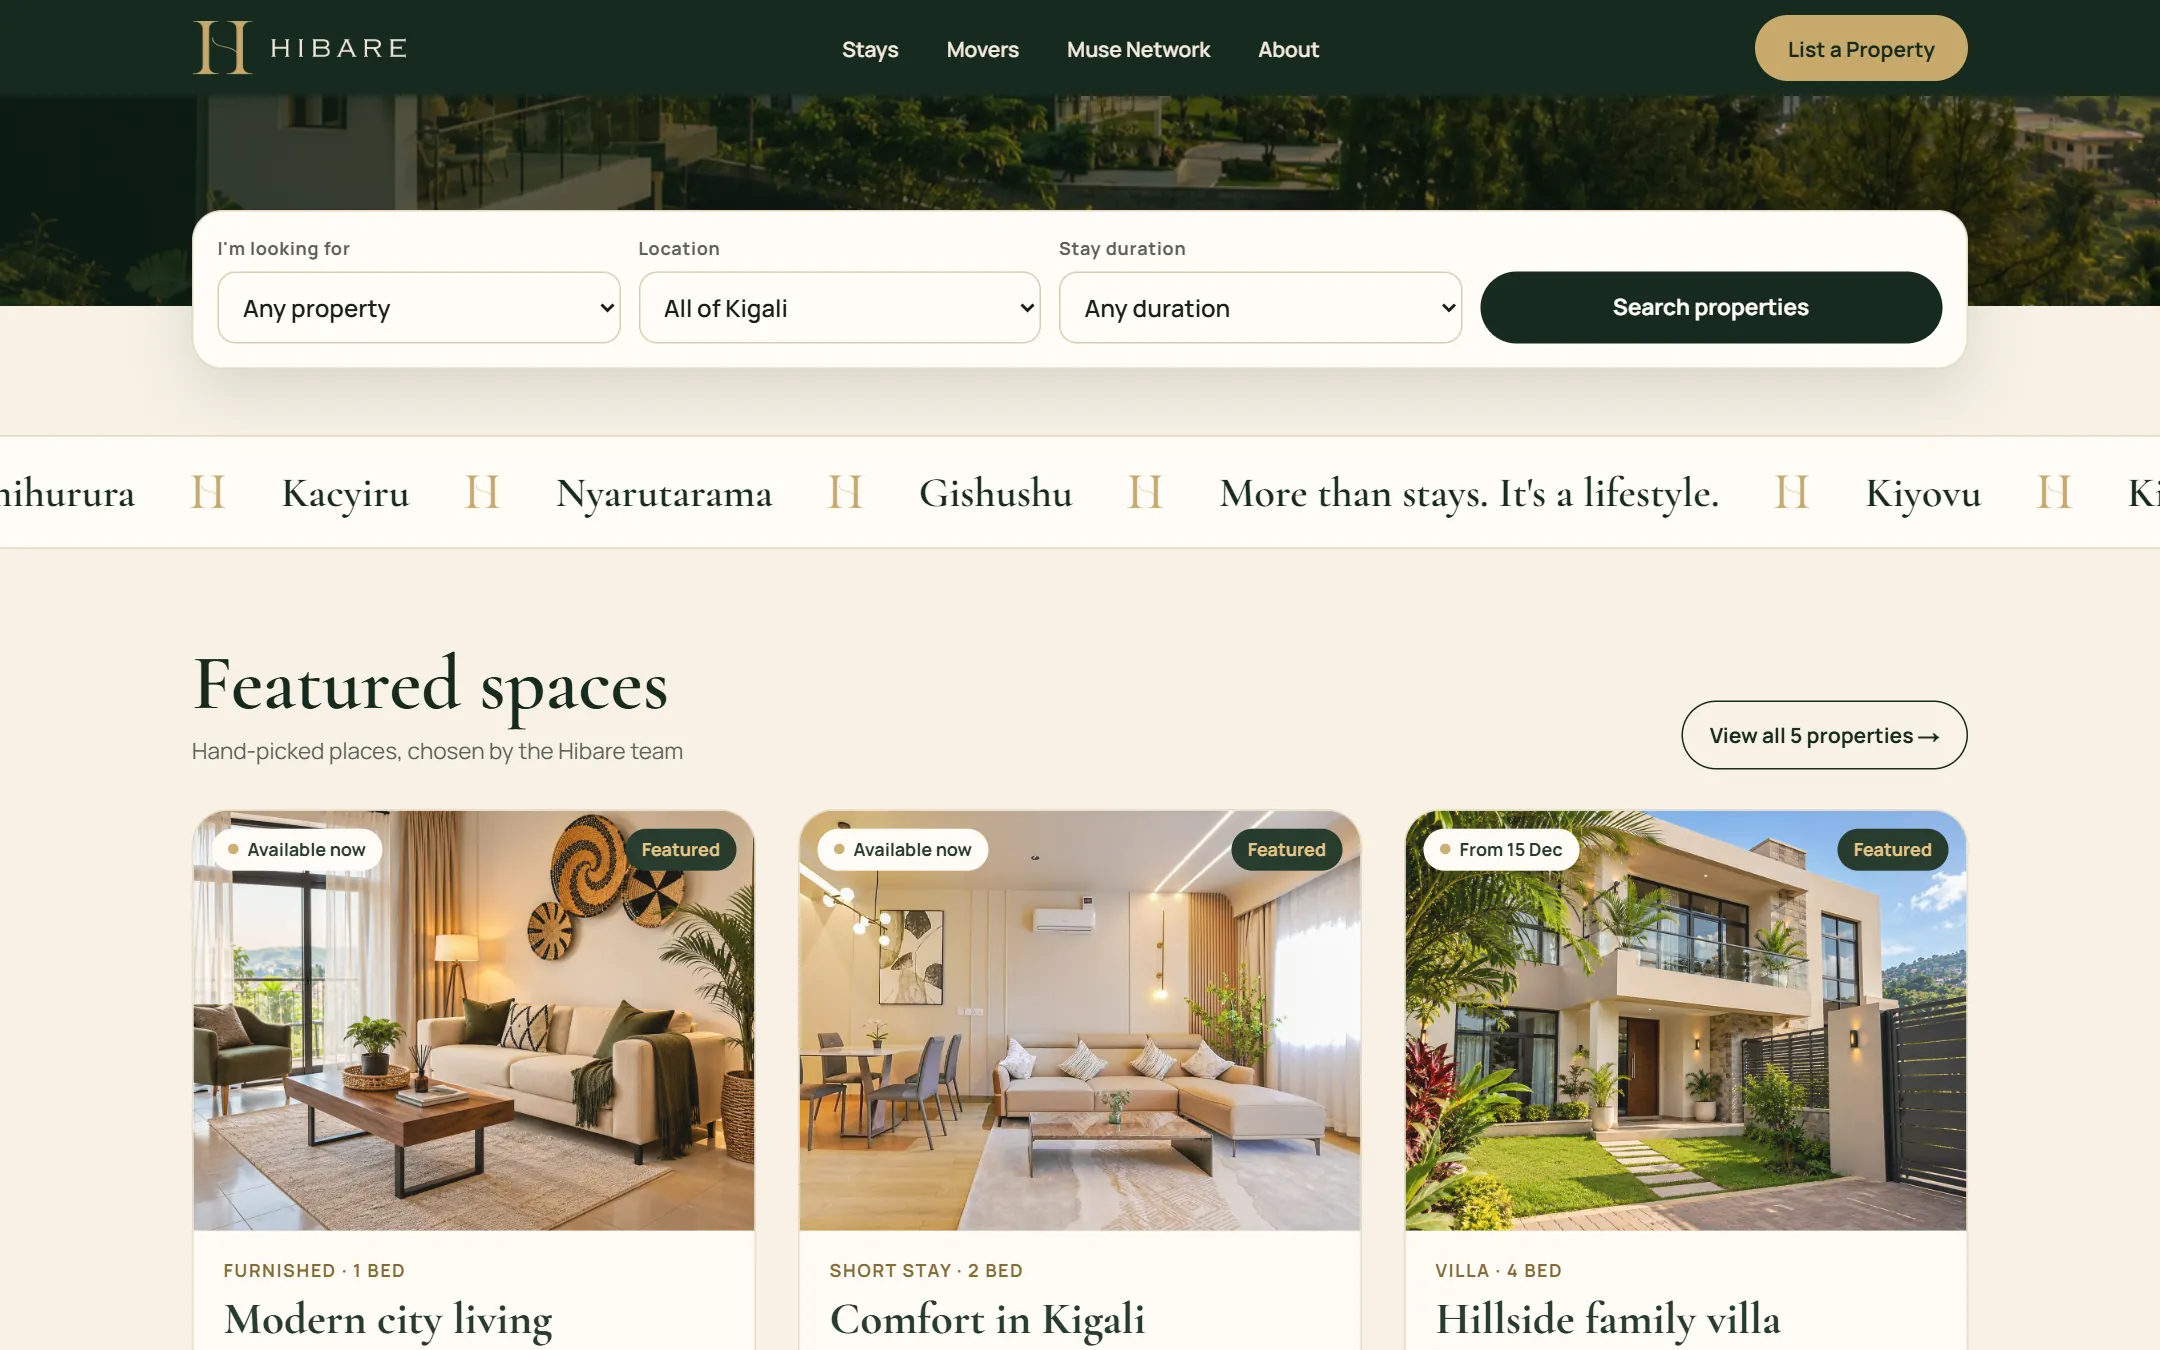 HIBARE
Stays Movers Muse Network About
List a Property
I'm looking for
Any property
Location
All of Kigali
Stay duration
Any duration
Search properties
Kacyiru H Nyarutarama H Gishushu H More than stays. It's a lifestyle. H Kiyovu H
Featured spaces
Hand-picked places, chosen by the Hibare team
View all 5 properties →
Available now
Featured
FURNISHED · 1 BED
Modern city living
Available now
Featured
SHORT STAY · 2 BED
Comfort in Kigali
From 15 Dec
Featured
VILLA · 4 BED
Hillside family villa